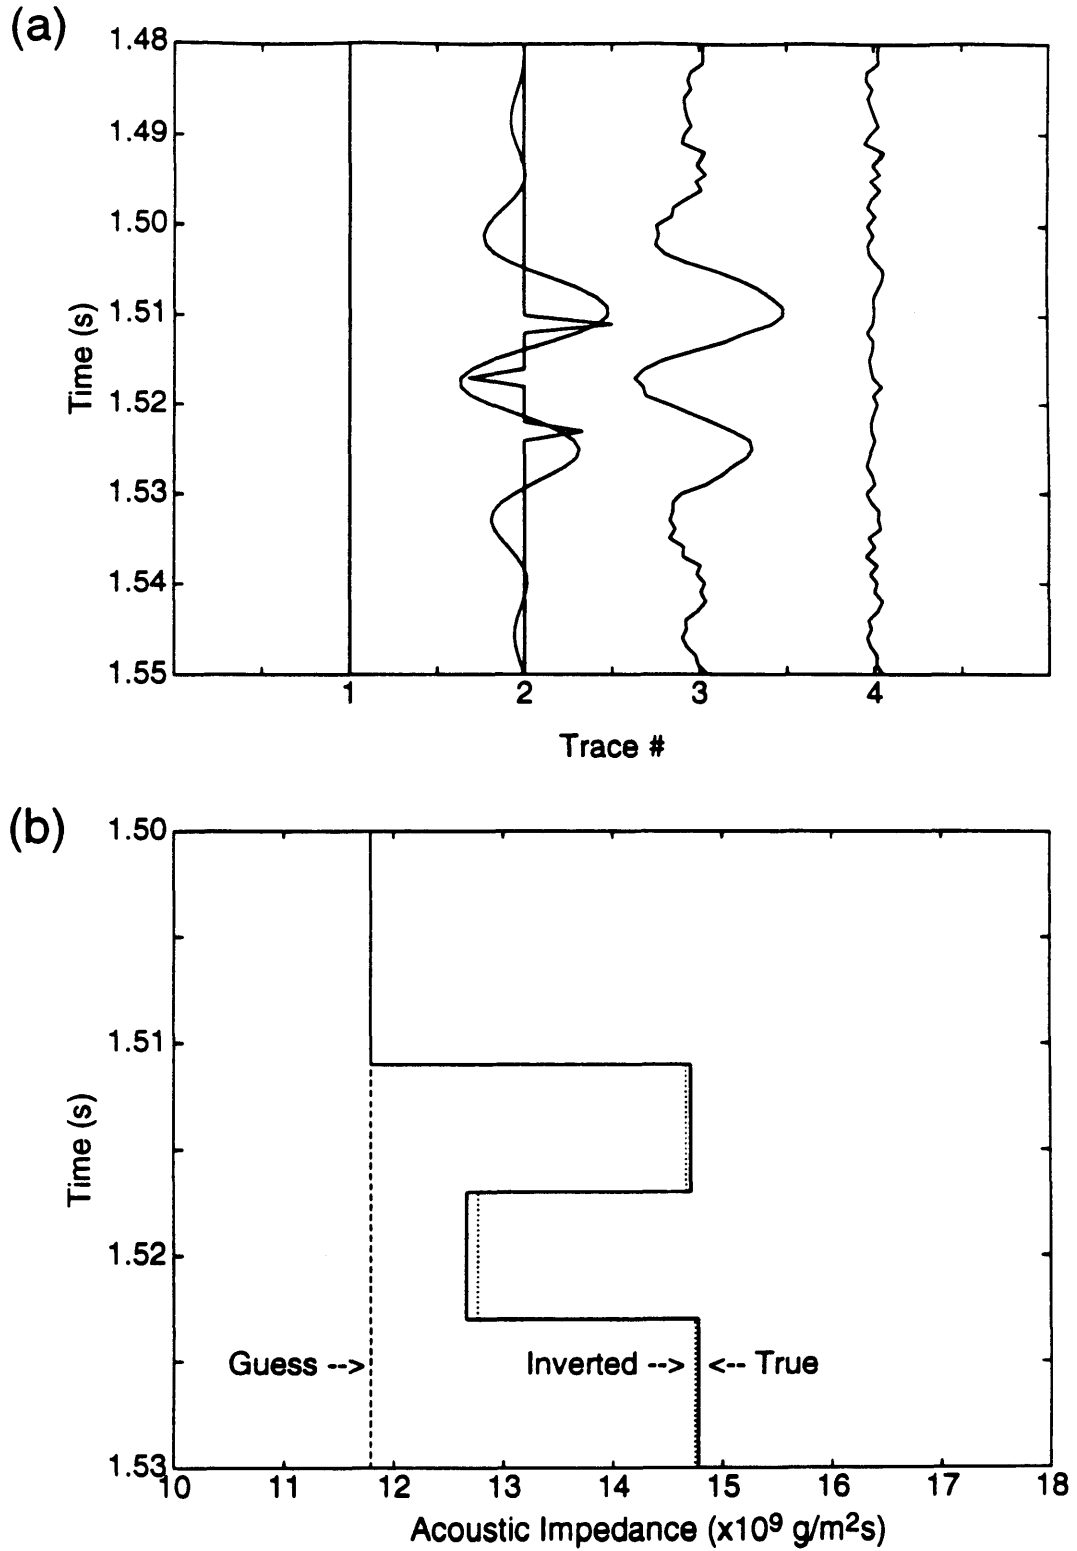 (a)
1.48
1.49
1.50
1.51
1.52
1.53
1.54
1.55
Time (s)
1 2 3 4
Trace #
(b)
1.50
1.51
1.52
1.53
Time (s)
Guess --> Inverted --> <-- True
10 11 12 13 14 15 16 17 18
Acoustic Impedance (x10⁹ g/m²s)